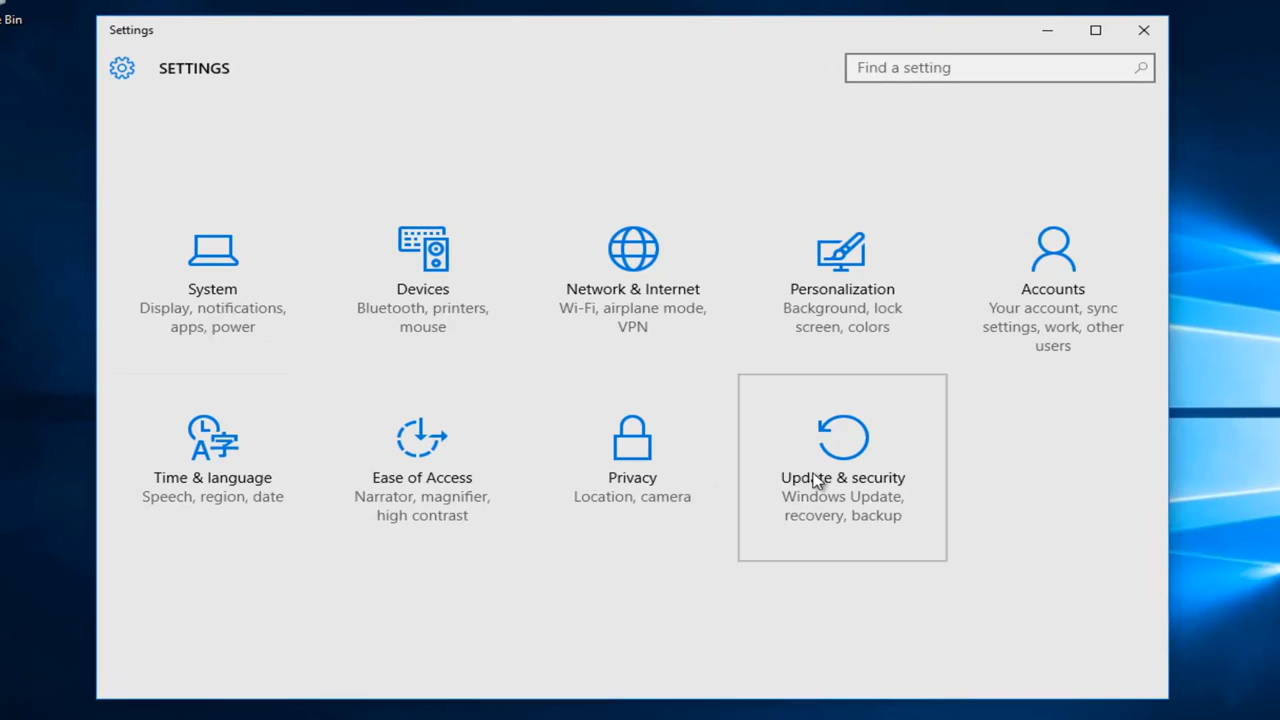 e Bin
Settings
SETTINGS
Find a setting
System
Display, notifications,
apps, power
Devices
Bluetooth, printers,
mouse
Network & Internet
Wi-Fi, airplane mode,
VPN
Personalization
Background, lock
screen, colors
Accounts
Your account, sync
settings, work, other
users
Time & language
Speech, region, date
Ease of Access
Narrator, magnifier,
high contrast
Privacy
Location, camera
Update & security
Windows Update,
recovery, backup